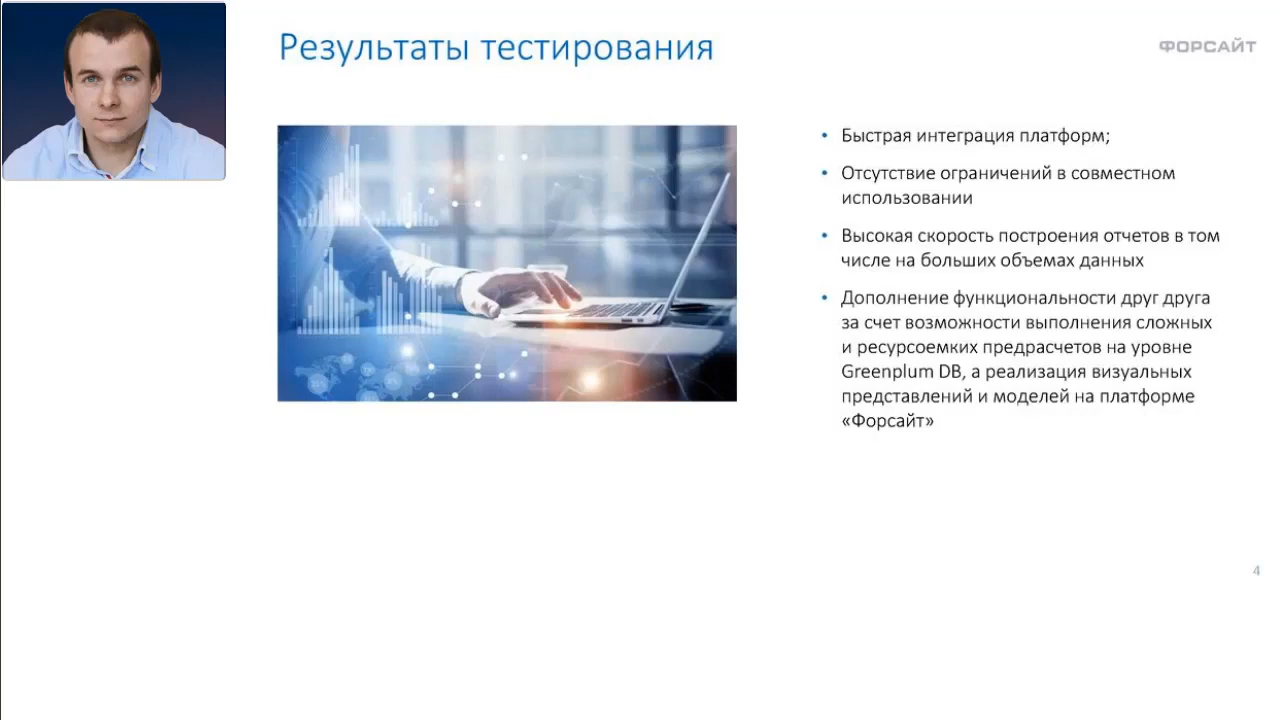 Результаты тестирования
ФОРСАЙТ
• Быстрая интеграция платформ;
• Отсутствие ограничений в совместном
использовании
• Высокая скорость построения отчетов в том
числе на больших объемах данных
• Дополнение функциональности друг друга
за счет возможности выполнения сложных
и ресурсоемких предрасчетов на уровне
Greenplum DB, а реализация визуальных
представлений и моделей на платформе
«Форсайт»
4